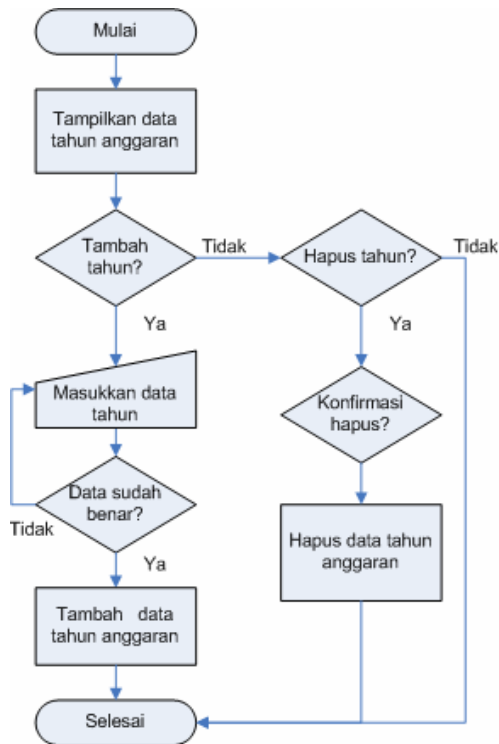 Mulai
Tampilkan data
tahun anggaran
Tambah
tahun?
Tidak
Hapus tahun?
Tidak
Ya
Ya
Masukkan data
tahun
Konfirmasi
hapus?
Data sudah
benar?
Tidak
Ya
Hapus data tahun
anggaran
Tambah data
tahun anggaran
Selesai